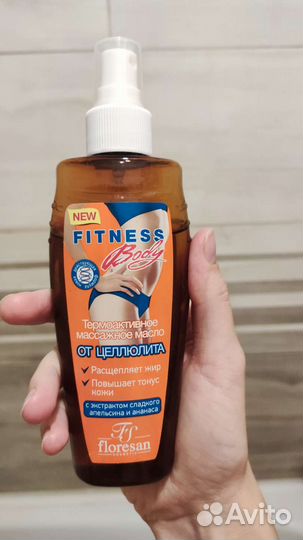 NEW
FITNESS
Body
Термоактивное
массажное масло
ОТ ЦЕЛЛЮЛИТА
Расщепляет жир
Повышает тонус
кожи
с экстрактом сладкого
апельсина и ананаса
FS
floresan
Avito